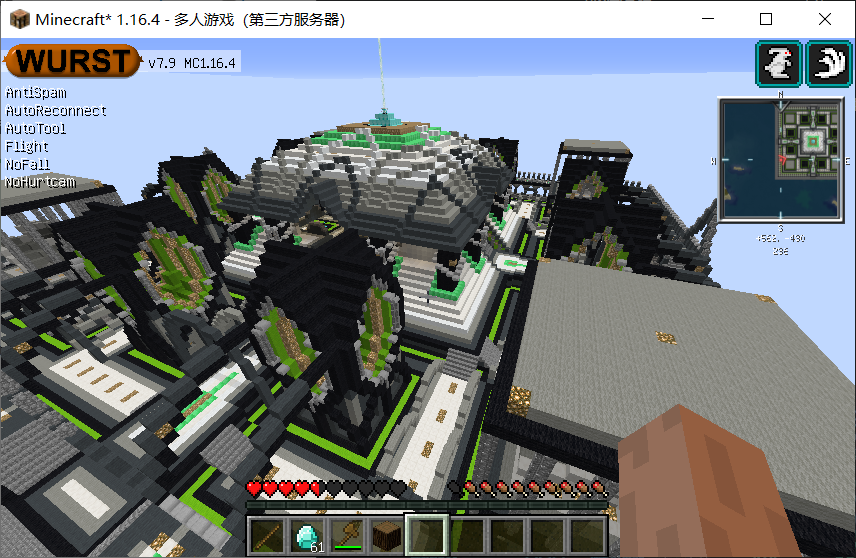 Minecraft* 1.16.4 - 多人游戏（第三方服务器）
WURST v7.9 MC1.16.4
AntiSpam
AutoReconnect
AutoTool
Flight
NoFall
NoHurtcam
N
E
S
61